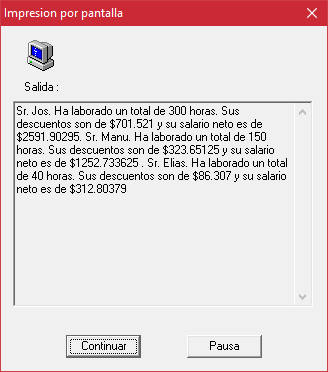 Impresion por pantalla
Salida :
Sr. Jos. Ha laborado un total de 300 horas. Sus
descuentos son de $701.521 y su salario neto es de
$2591.90295. Sr. Manu. Ha laborado un total de 150
horas. Sus descuentos son de $323.65125 y su salario
neto es de $1252.733625 . Sr. Elias. Ha laborado un total
de 40 horas. Sus descuentos son de $86.307 y su salario
neto es de $312.80379
Continuar
Pausa